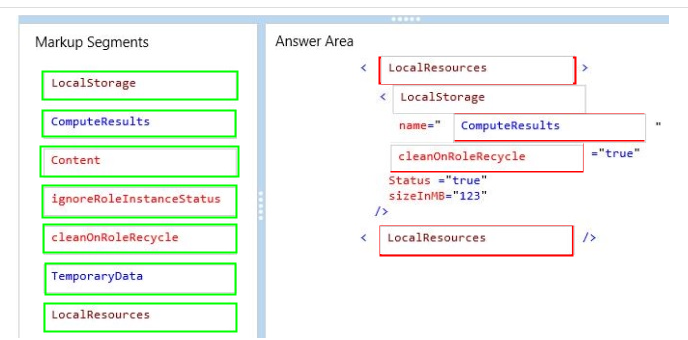 Markup Segments
LocalStorage
ComputeResults
Content
ignoreRoleInstanceStatus
cleanOnRoleRecycle
TemporaryData
LocalResources
Answer Area
< LocalResources >
< LocalStorage
name=" ComputeResults "
cleanOnRoleRecycle ="true"
Status ="true"
sizeInMB="123"
/>
< LocalResources />